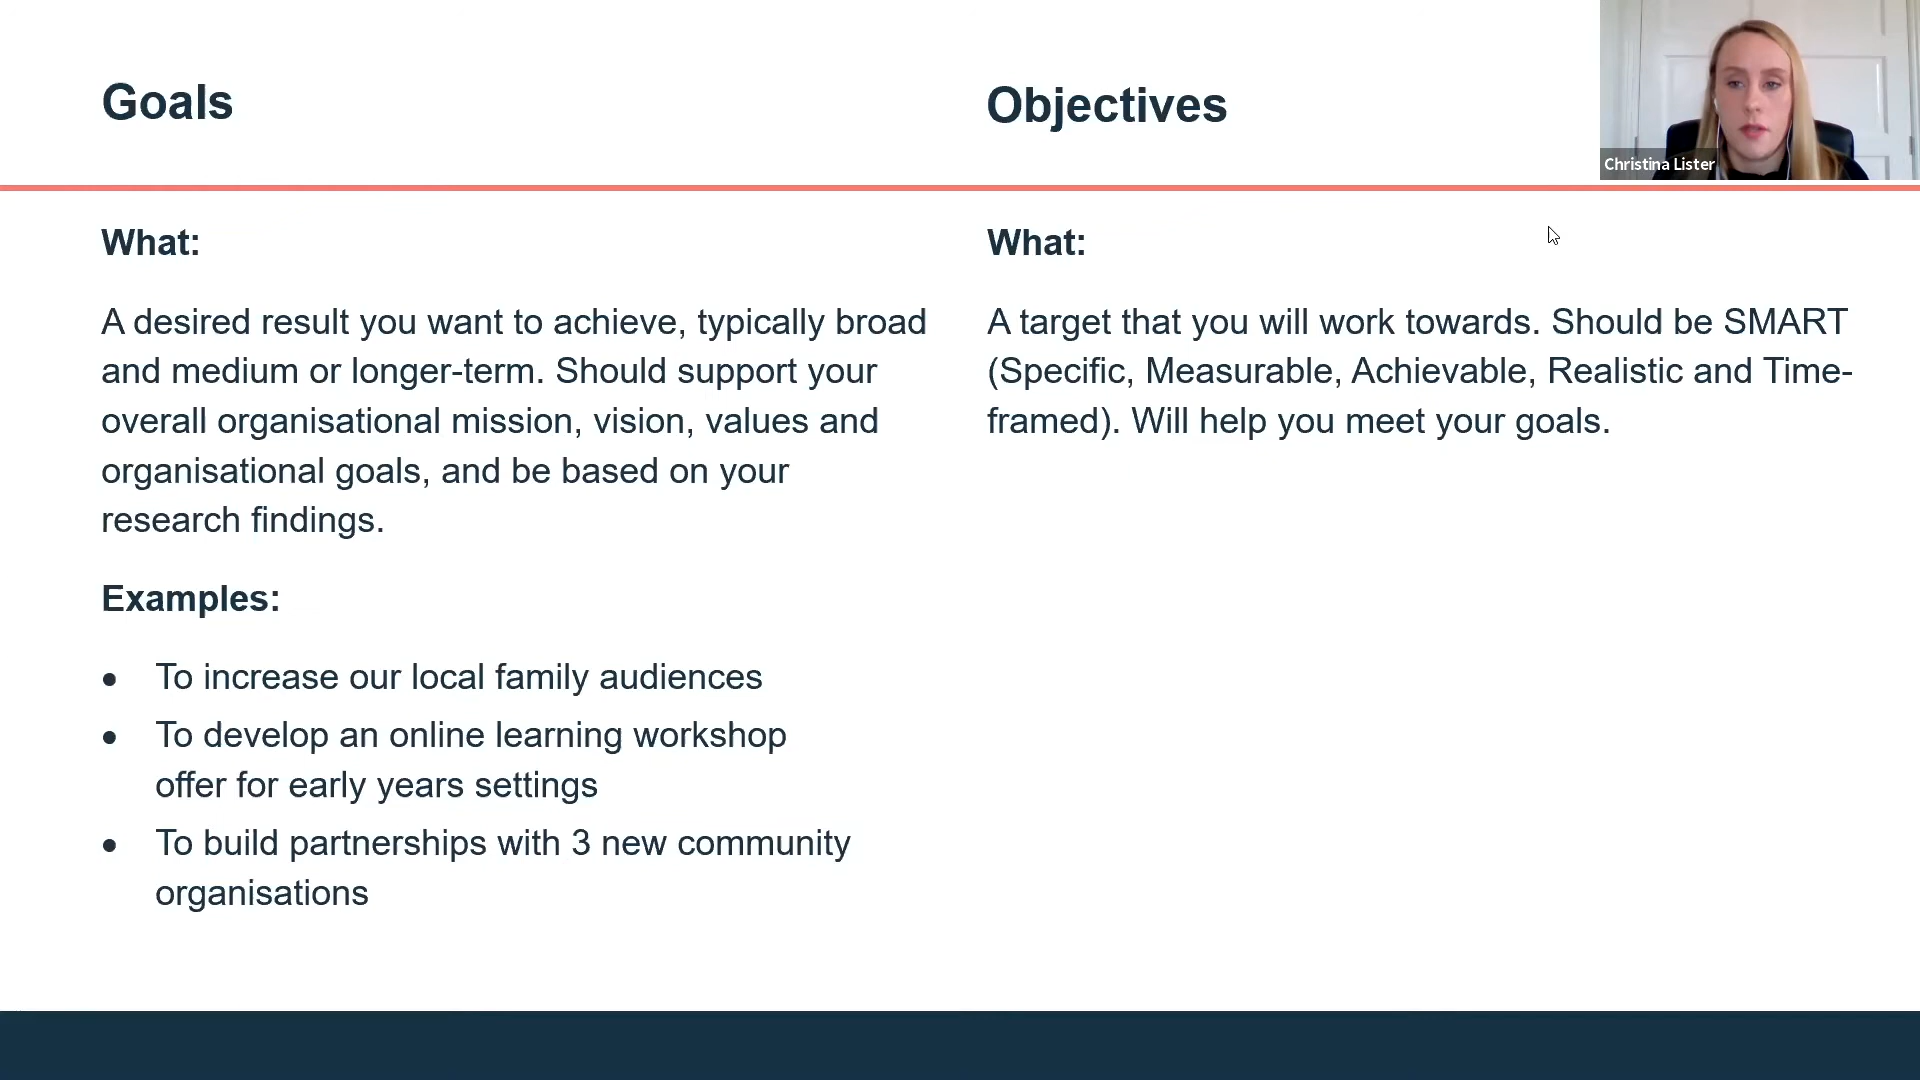 Goals
Objectives
Christina Lister
What:
A desired result you want to achieve, typically broad
and medium or longer-term. Should support your
overall organisational mission, vision, values and
organisational goals, and be based on your
research findings.
Examples:
• To increase our local family audiences
• To develop an online learning workshop
offer for early years settings
• To build partnerships with 3 new community
organisations
What:
A target that you will work towards. Should be SMART
(Specific, Measurable, Achievable, Realistic and Time-
framed). Will help you meet your goals.